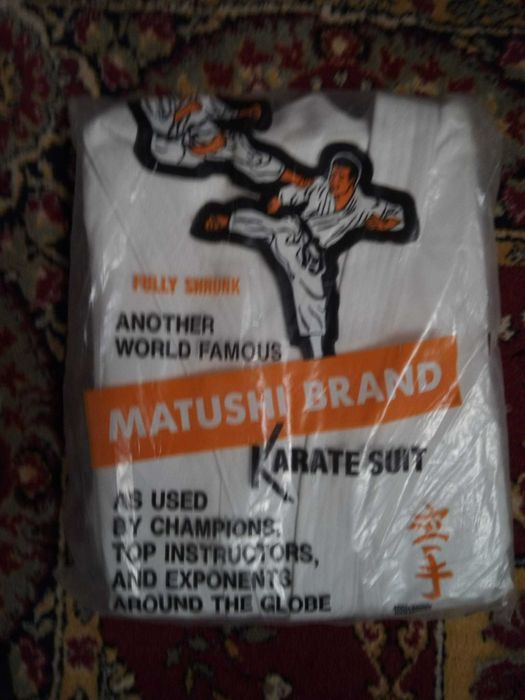 FULLY SHRUNK
ANOTHER
WORLD FAMOUS
MATUSHI BRAND
KARATE SUIT
AS USED
BY CHAMPIONS,
TOP INSTRUCTORS,
AND EXPONENTS
AROUND THE GLOBE
空手